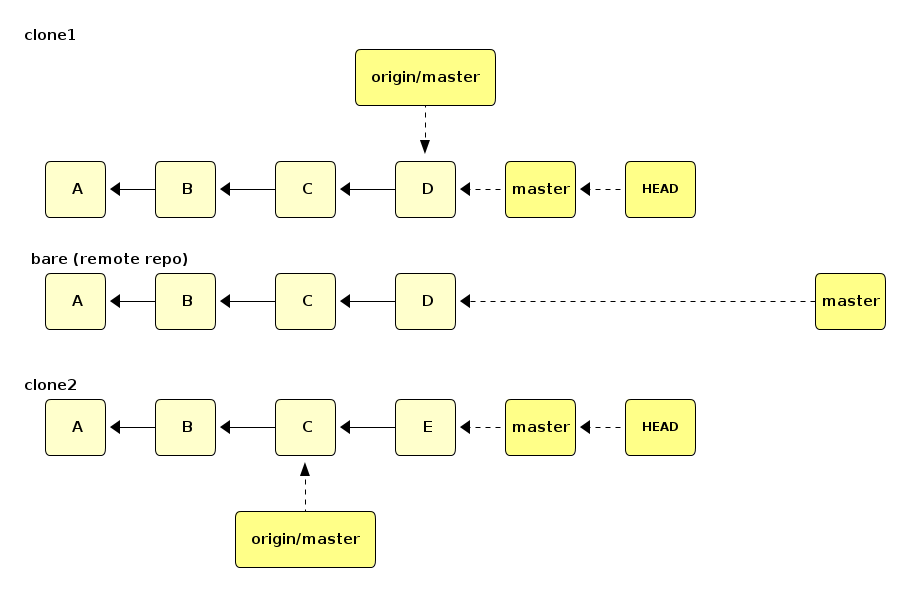 clone1
origin/master
A B C D master HEAD
bare (remote repo)
A B C D master
clone2
A B C E master HEAD
origin/master